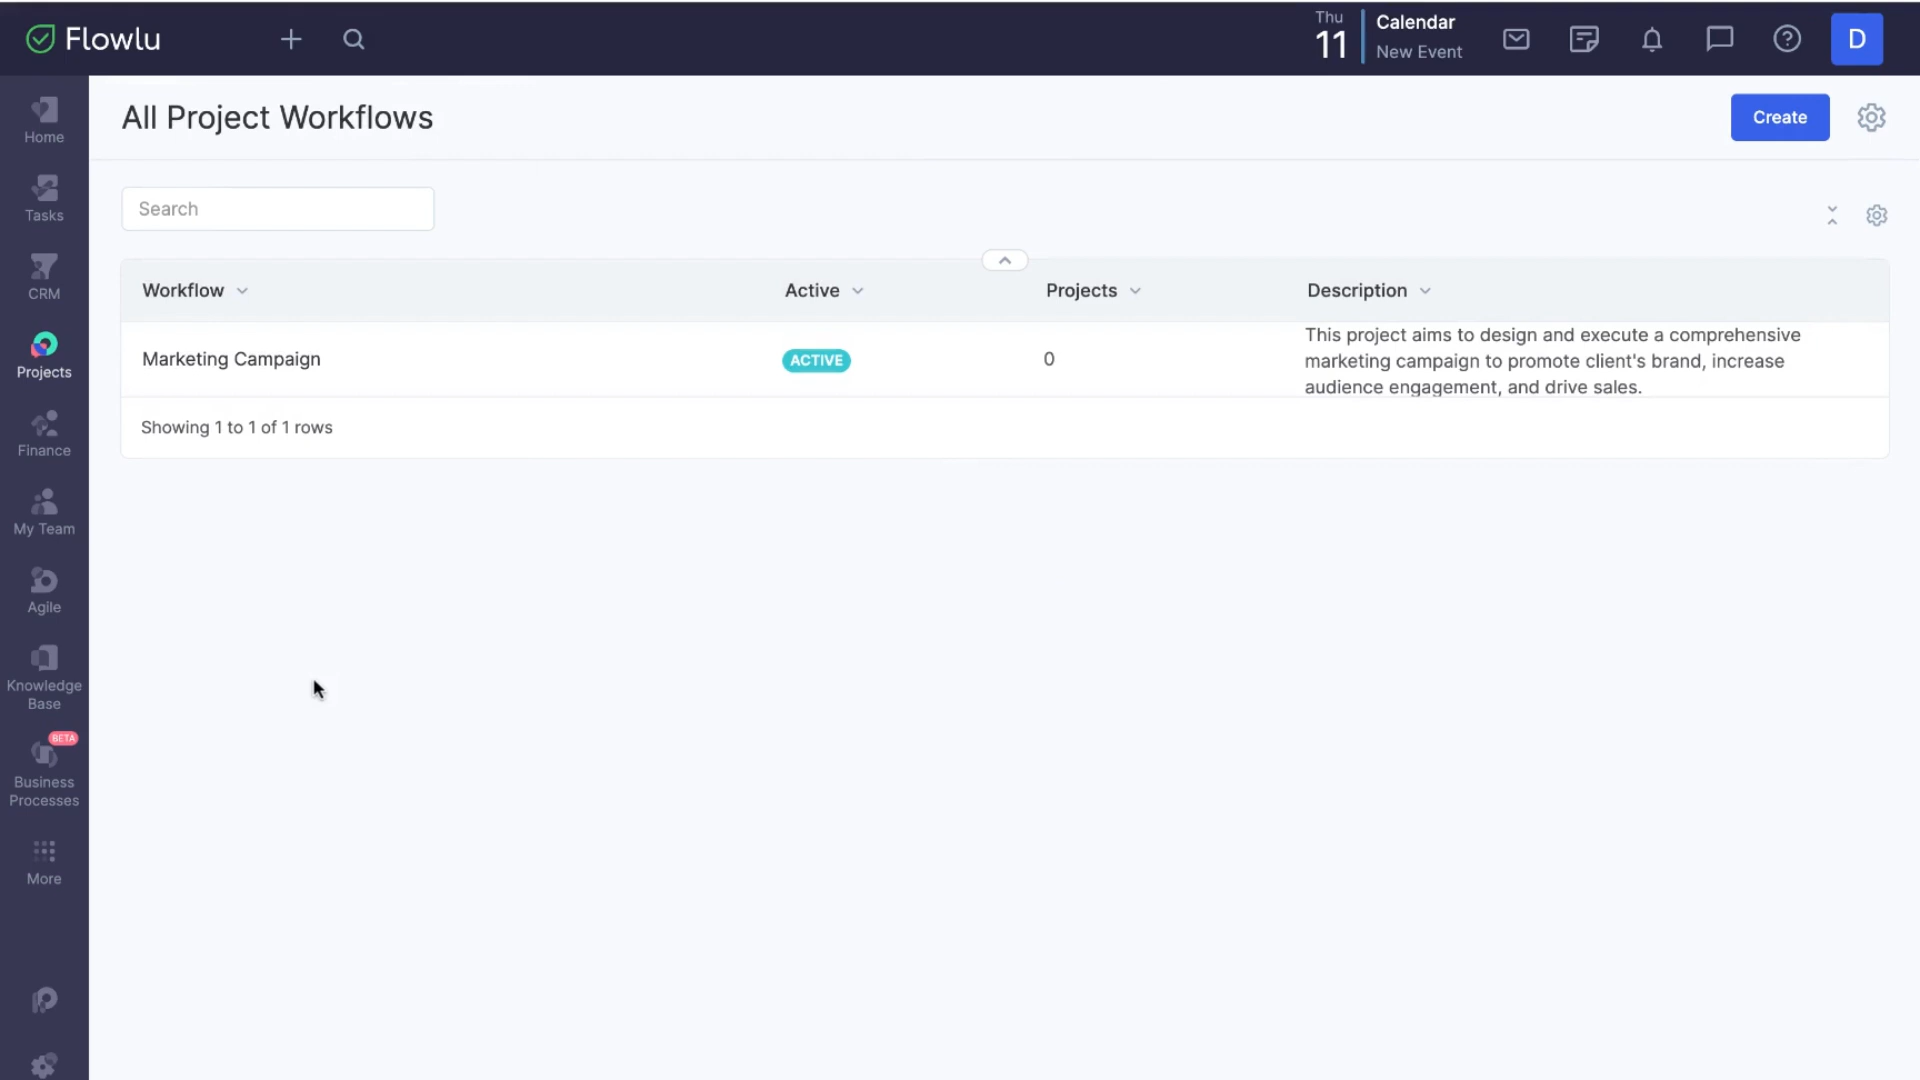 Flowlu
Thu
11
Calendar
New Event
D
Home
Tasks
CRM
Projects
Finance
My Team
Agile
Knowledge
Base
BETA
Business
Processes
More
All Project Workflows
Create
Search
Workflow
Active
Projects
Description
Marketing Campaign
ACTIVE
0
This project aims to design and execute a comprehensive
marketing campaign to promote client's brand, increase
audience engagement, and drive sales.
Showing 1 to 1 of 1 rows